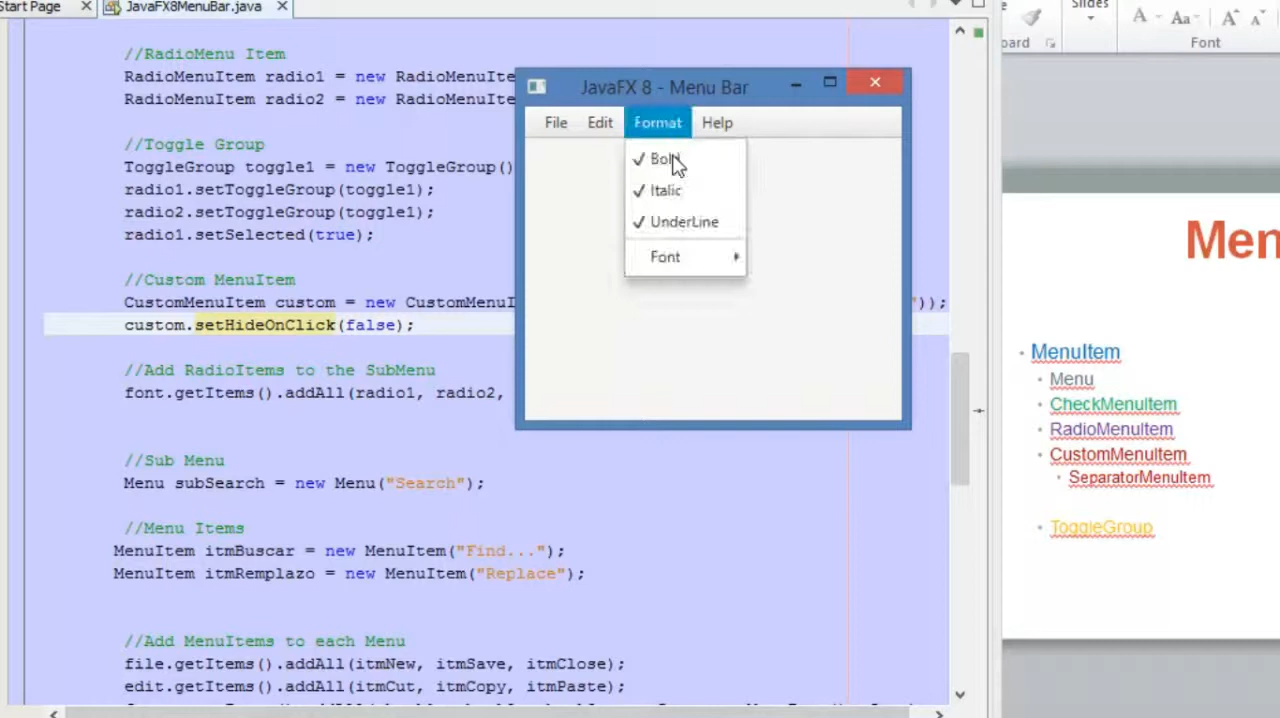 Start Page
JavaFX8MenuBar.java
//RadioMenu Item
RadioMenuItem radio1 = new RadioMenuIte
RadioMenuItem radio2 = new RadioMenuIte
//Toggle Group
ToggleGroup toggle1 = new ToggleGroup()
radio1.setToggleGroup(toggle1);
radio2.setToggleGroup(toggle1);
radio1.setSelected(true);
//Custom MenuItem
CustomMenuItem custom = new CustomMenuI
"));
custom.setHideOnClick(false);
//Add RadioItems to the SubMenu
font.getItems().addAll(radio1, radio2,
//Sub Menu
Menu subSearch = new Menu("Search");
//Menu Items
MenuItem itmBuscar = new MenuItem("Find...");
MenuItem itmRemplazo = new MenuItem("Replace");
//Add MenuItems to each Menu
file.getItems().addAll(itmNew, itmSave, itmClose);
edit.getItems().addAll(itmCut, itmCopy, itmPaste);
JavaFX 8 - Menu Bar
File Edit Format Help
Bold
Italic
UnderLine
Font
Slides
A Aa A A
oard
Font
Men
MenuItem
Menu
CheckMenuItem
RadioMenuItem
CustomMenuItem
SeparatorMenuItem
ToggleGroup